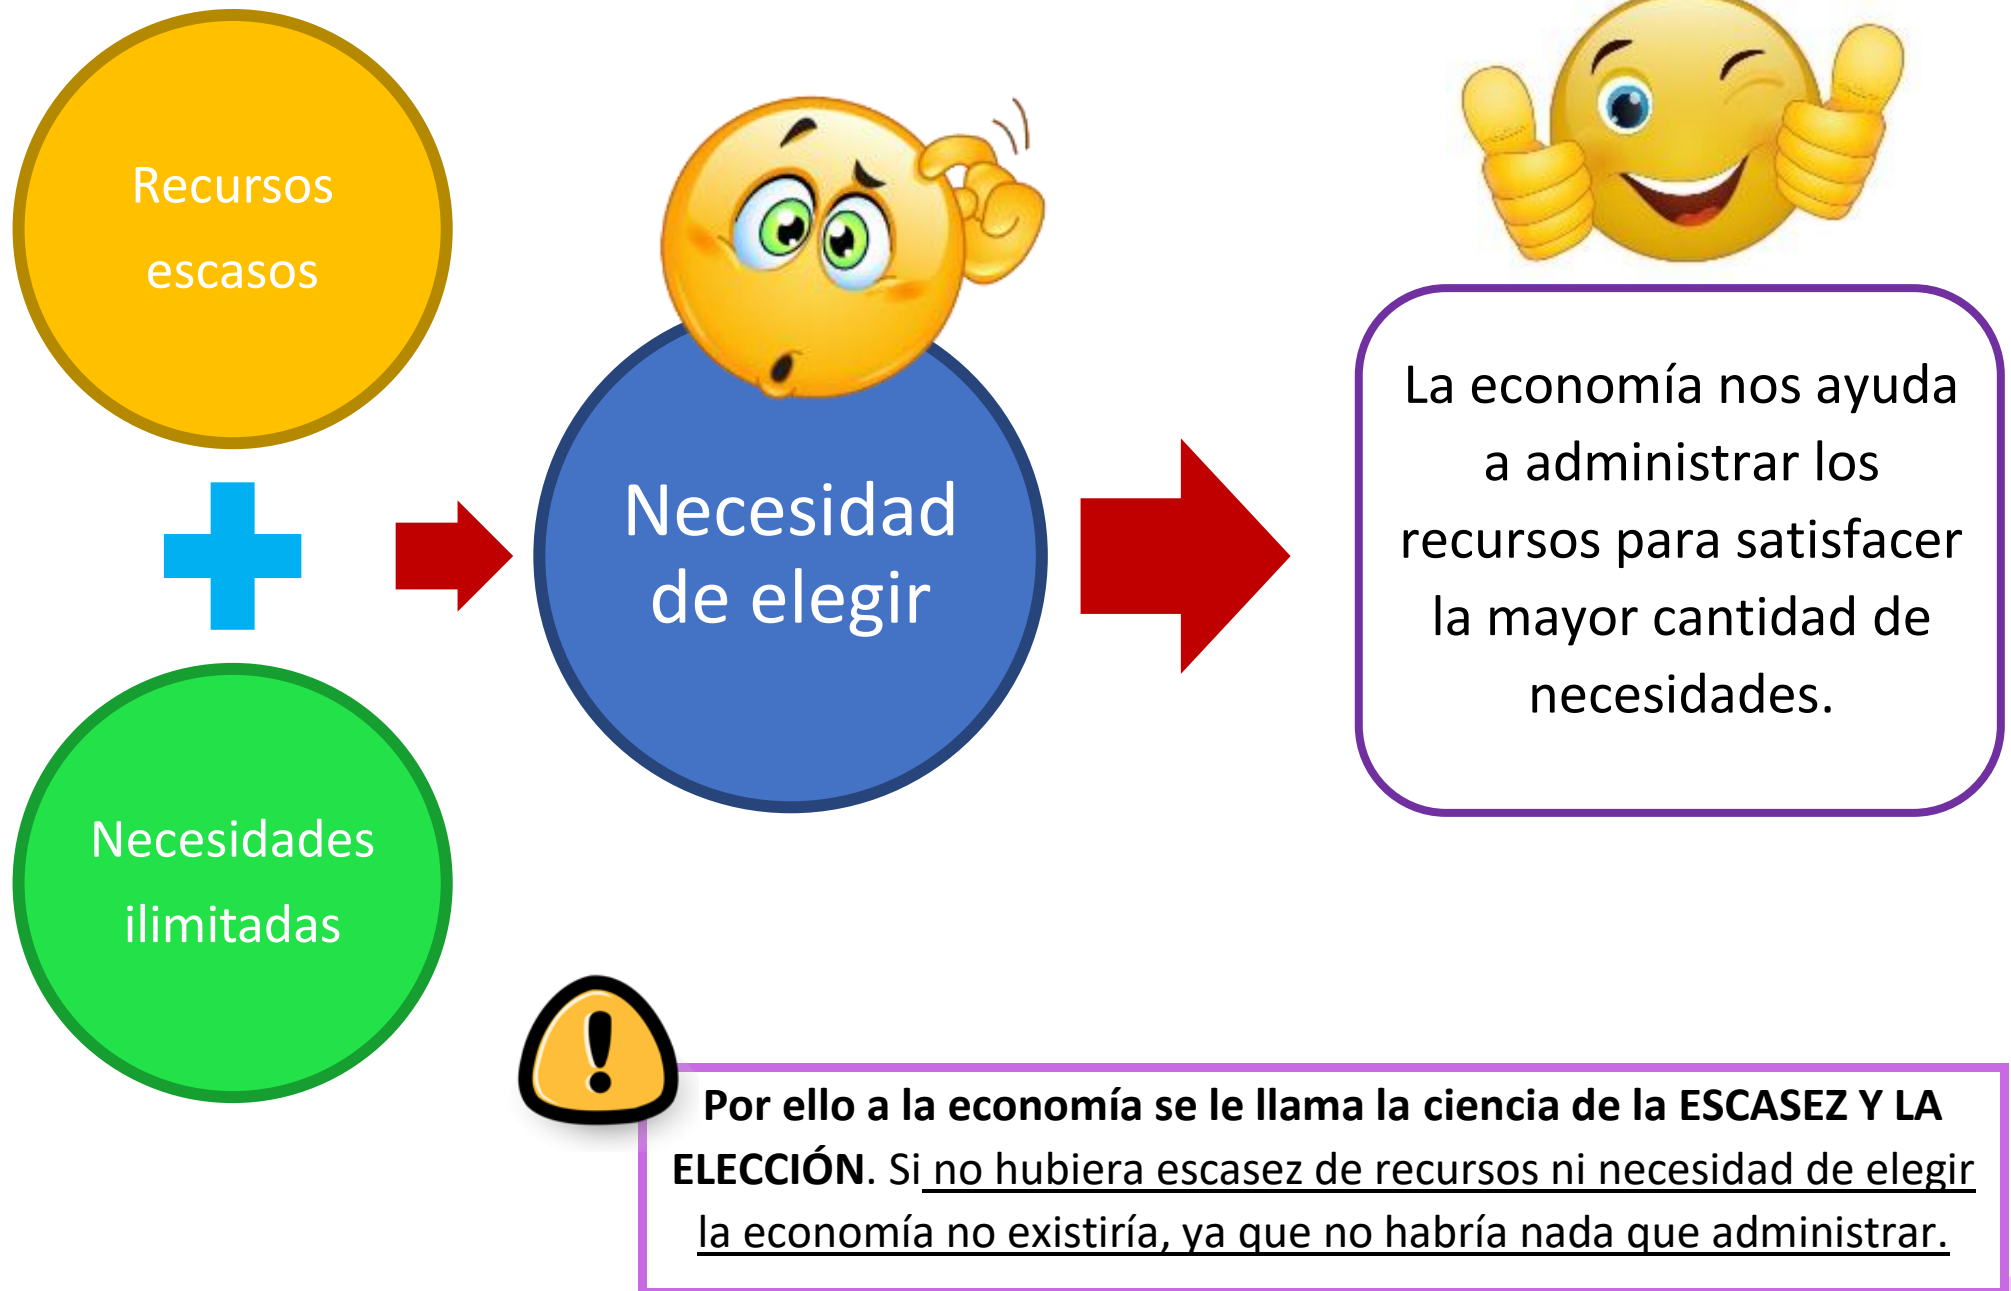 Recursos
escasos
Necesidades
ilimitadas
Necesidad
de elegir
La economía nos ayuda
a administrar los
recursos para satisfacer
la mayor cantidad de
necesidades.
Por ello a la economía se le llama la ciencia de la ESCASEZ Y LA
ELECCIÓN. Si no hubiera escasez de recursos ni necesidad de elegir
la economía no existiría, ya que no habría nada que administrar.